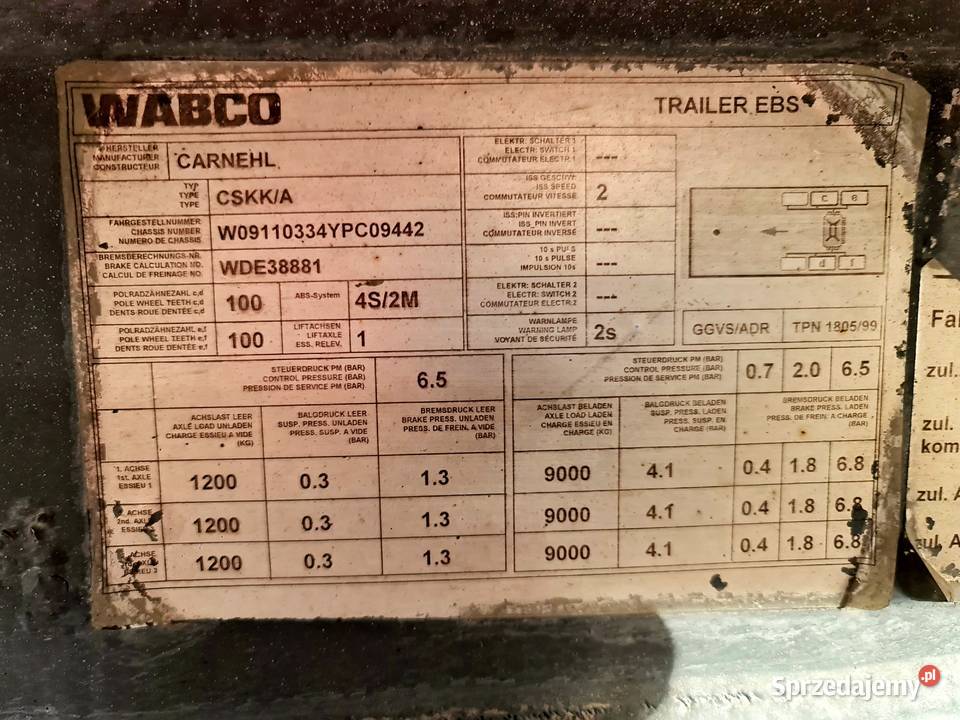 WABCO TRAILER EBS
HERSTELLER
MANUFACTURER
CONSTRUCTEUR
CARNEHL
TYP
TYPE
TYPE
CSKK/A
FAHRGESTELLNUMMER
CHASSIS NUMBER
NUMERO DE CHASSIS
W09110334YPC09442
BREMSBERECHNUNGS-NR.
BRAKE CALCULATION NO.
CALCUL DE FREINAGE NO.
WDE38881
POLRADZÄHNEZAHL c,d
POLE WHEEL TEETH c,d
DENTS ROUE DENTÉE c,d
100
ABS-System
4S/2M
POLRADZÄHNEZAHL e,f
POLE WHEEL TEETH e,f
DENTS ROUE DENTÉE e,f
100
LIFTACHSEN
LIFTAXLE
ESS. RELEV.
1
ELEKTR. SCHALTER 1
ELECTR. SWITCH 1
COMMUTATEUR ELECTR.1
---
ISS GESCHW.
ISS SPEED
COMMUTATEUR VITESSE
2
ISS:PIN INVERTIERT
ISS_PIN INVERT
COMMUTATEUR INVERSE
---
10 s PULS
10 s PULSE
IMPULSION 10s
---
ELEKTR. SCHALTER 2
ELECTR. SWITCH 2
COMMUTATEUR ELECTR. 2
---
WARNLAMPE
WARNING LAMP
VOYANT DE SÉCURITÉ
2s
c e
d f
GGVS/ADR TPN 1805/99
STEUERDRUCK PM (BAR)
CONTROL PRESSURE (BAR)
PRESSION DE SERVICE PM (BAR)
6.5
STEUERDRUCK PM (BAR)
CONTROL PRESSURE (BAR)
PRESSION DE SERVICE PM (BAR)
0.7 2.0 6.5
ACHSLAST LEER
AXLE LOAD UNLADEN
CHARGE ESSIEU A VIDE
(KG)
BALGDRUCK LEER
SUSP. PRESS. UNLADEN
PRESS. SUSP. A VIDE
(BAR)
BREMSDRUCK LEER
BRAKE PRESS. UNLADEN
PRESS. DE FREIN. A VIDE
(BAR)
ACHSLAST BELADEN
AXLE LOAD LADEN
CHARGE ESSIEU EN
CHARGE (KG)
BALGDRUCK BELADEN
SUSP. PRESS. LADEN
PRESS. SUSP. EN
CHARGE (BAR)
BREMSDRUCK BELADEN
BRAKE PRESS. LADEN
PRESS. DE FREIN. A CHARGE
(BAR)
1. ACHSE
1st. AXLE
ESSIEU 1
1200 0.3 1.3 9000 4.1 0.4 1.8 6.8
ACHSE
2nd. AXLE
1200 0.3 1.3 9000 4.1 0.4 1.8 6.8
ACHSE
1200 0.3 1.3 9000 4.1 0.4 1.8 6.8
zul.
zul.
kom
zul. A
Sprzedajemy.pl